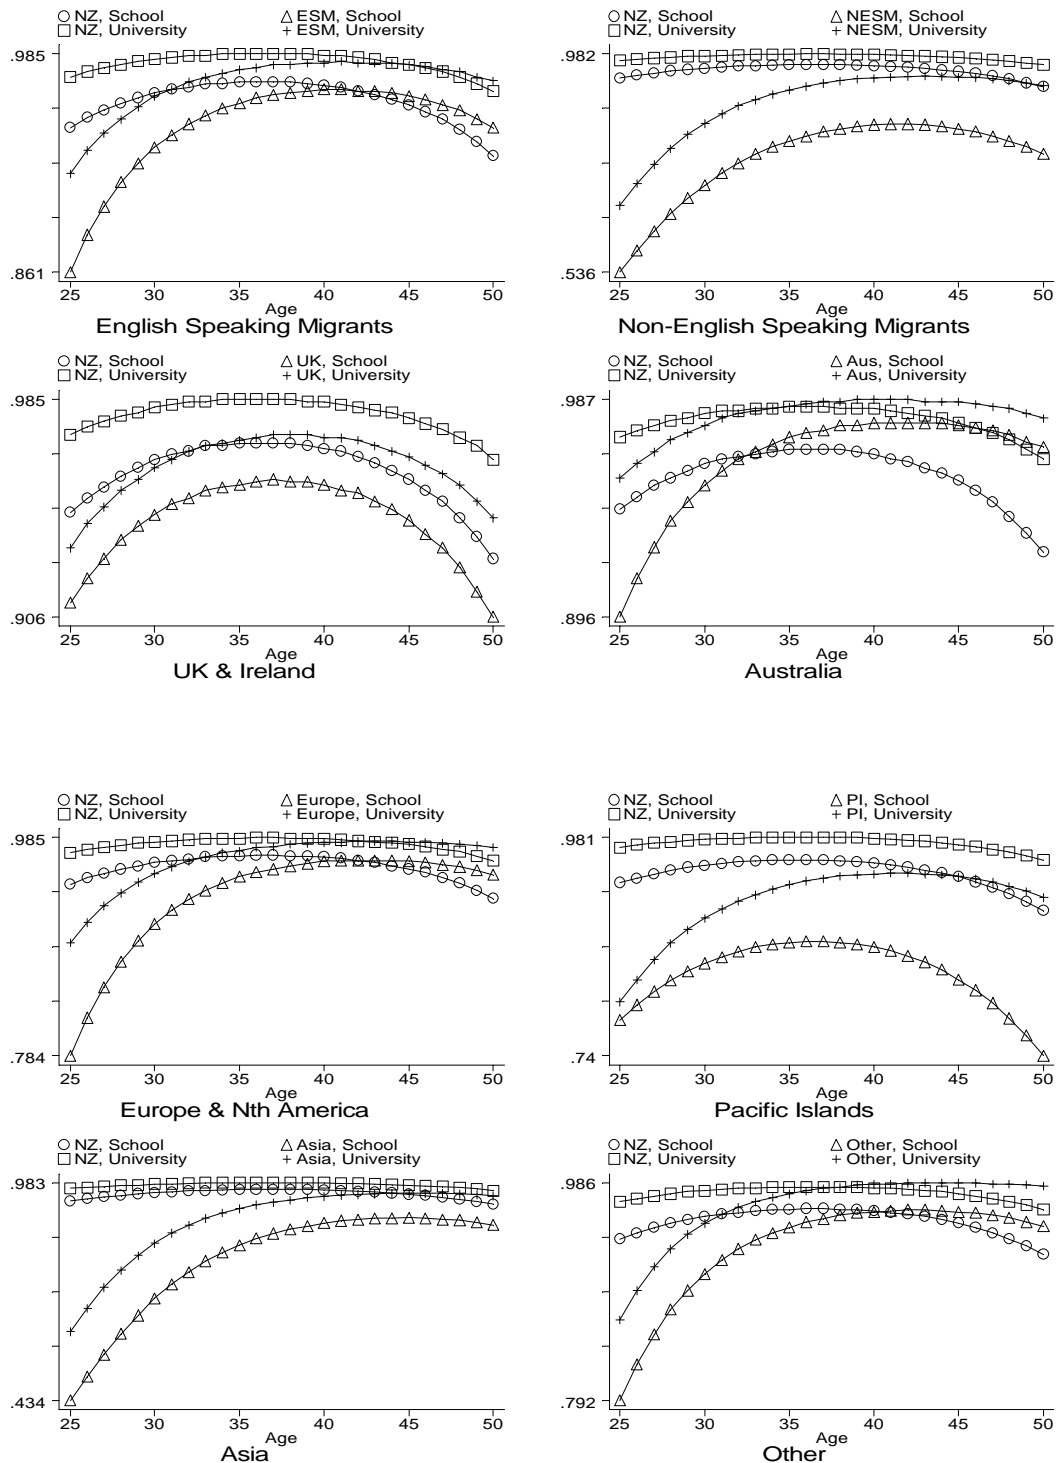 NZ, School ESM, School
NZ, University ESM, University
.985
.861
25 30 35 40 45 50
Age
English Speaking Migrants
NZ, School NESM, School
NZ, University NESM, University
.982
.536
25 30 35 40 45 50
Age
Non-English Speaking Migrants
NZ, School UK, School
NZ, University UK, University
.985
.906
25 30 35 40 45 50
Age
UK & Ireland
NZ, School Aus, School
NZ, University Aus, University
.987
.896
25 30 35 40 45 50
Age
Australia
NZ, School Europe, School
NZ, University Europe, University
.985
.784
25 30 35 40 45 50
Age
Europe & Nth America
NZ, School PI, School
NZ, University PI, University
.981
.74
25 30 35 40 45 50
Age
Pacific Islands
NZ, School Asia, School
NZ, University Asia, University
.983
.434
25 30 35 40 45 50
Age
Asia
NZ, School Other, School
NZ, University Other, University
.986
.792
25 30 35 40 45 50
Age
Other